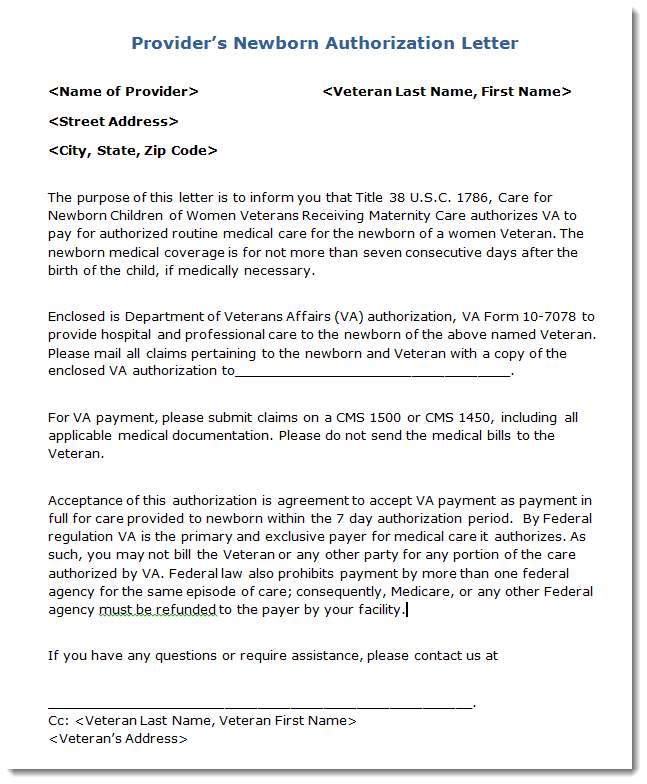 Provider’s Newborn Authorization Letter
<Name of Provider> <Veteran Last Name, First Name>
<Street Address>
<City, State, Zip Code>
The purpose of this letter is to inform you that Title 38 U.S.C. 1786, Care for
Newborn Children of Women Veterans Receiving Maternity Care authorizes VA to
pay for authorized routine medical care for the newborn of a women Veteran. The
newborn medical coverage is for not more than seven consecutive days after the
birth of the child, if medically necessary.
Enclosed is Department of Veterans Affairs (VA) authorization, VA Form 10-7078 to
provide hospital and professional care to the newborn of the above named Veteran.
Please mail all claims pertaining to the newborn and Veteran with a copy of the
enclosed VA authorization to__________________________________.
For VA payment, please submit claims on a CMS 1500 or CMS 1450, including all
applicable medical documentation. Please do not send the medical bills to the
Veteran.
Acceptance of this authorization is agreement to accept VA payment as payment in
full for care provided to newborn within the 7 day authorization period. By Federal
regulation VA is the primary and exclusive payer for medical care it authorizes. As
such, you may not bill the Veteran or any other party for any portion of the care
authorized by VA. Federal law also prohibits payment by more than one federal
agency for the same episode of care; consequently, Medicare, or any other Federal
agency must be refunded to the payer by your facility.
If you have any questions or require assistance, please contact us at
____________________________________________________.
Cc: <Veteran Last Name, Veteran First Name>
<Veteran’s Address>